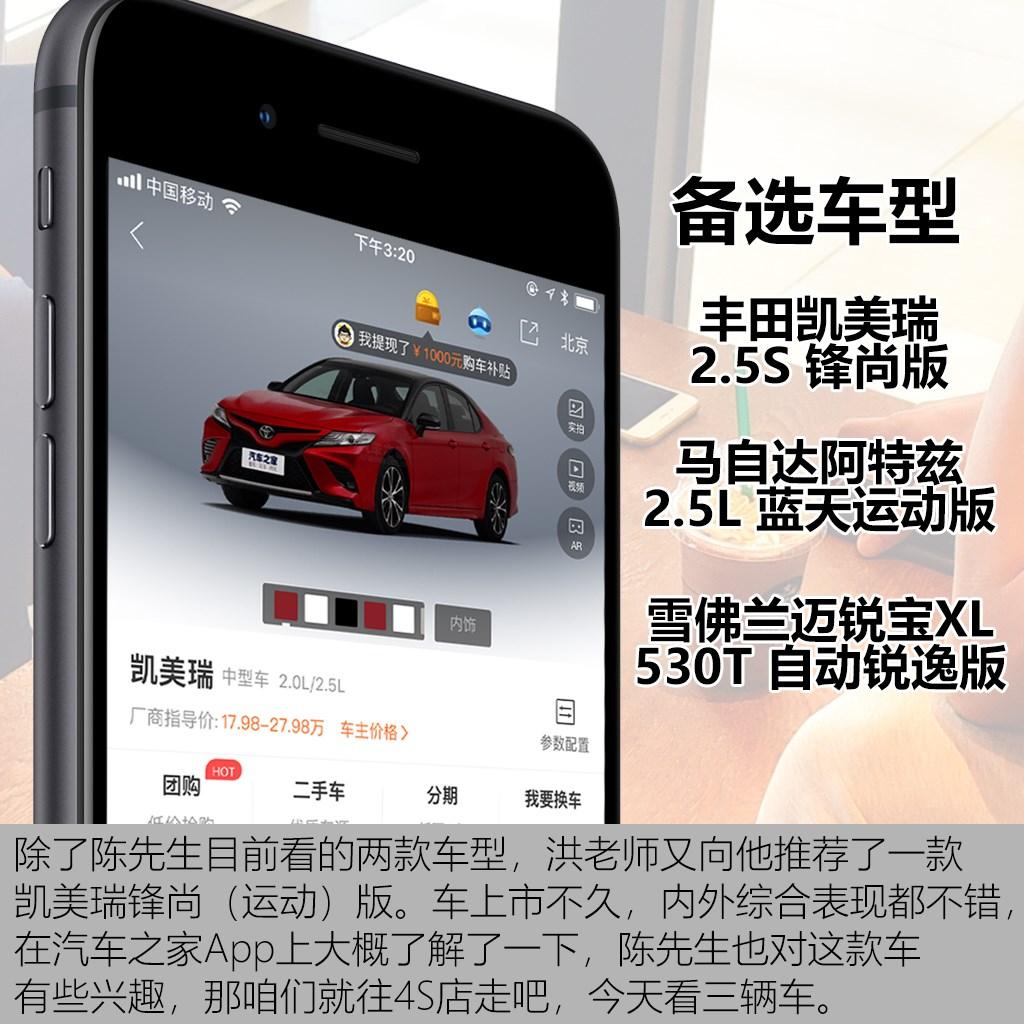 中国移动
下午3:20
北京
我提现了￥1000元购车补贴
实拍
汽车之家
视频
AR
内饰
凯美瑞 中型车 2.0L/2.5L
厂商指导价:17.98-27.98万 车主价格>
参数配置
团购 HOT 二手车 分期 我要换车
备选车型
丰田凯美瑞
2.5S 锋尚版
马自达阿特兹
2.5L 蓝天运动版
雪佛兰迈锐宝XL
530T 自动锐逸版
除了陈先生目前看的两款车型，洪老师又向他推荐了一款
凯美瑞锋尚（运动）版。车上市不久，内外综合表现都不错，
在汽车之家App上大概了解了一下，陈先生也对这款车
有些兴趣，那咱们就往4S店走吧，今天看三辆车。